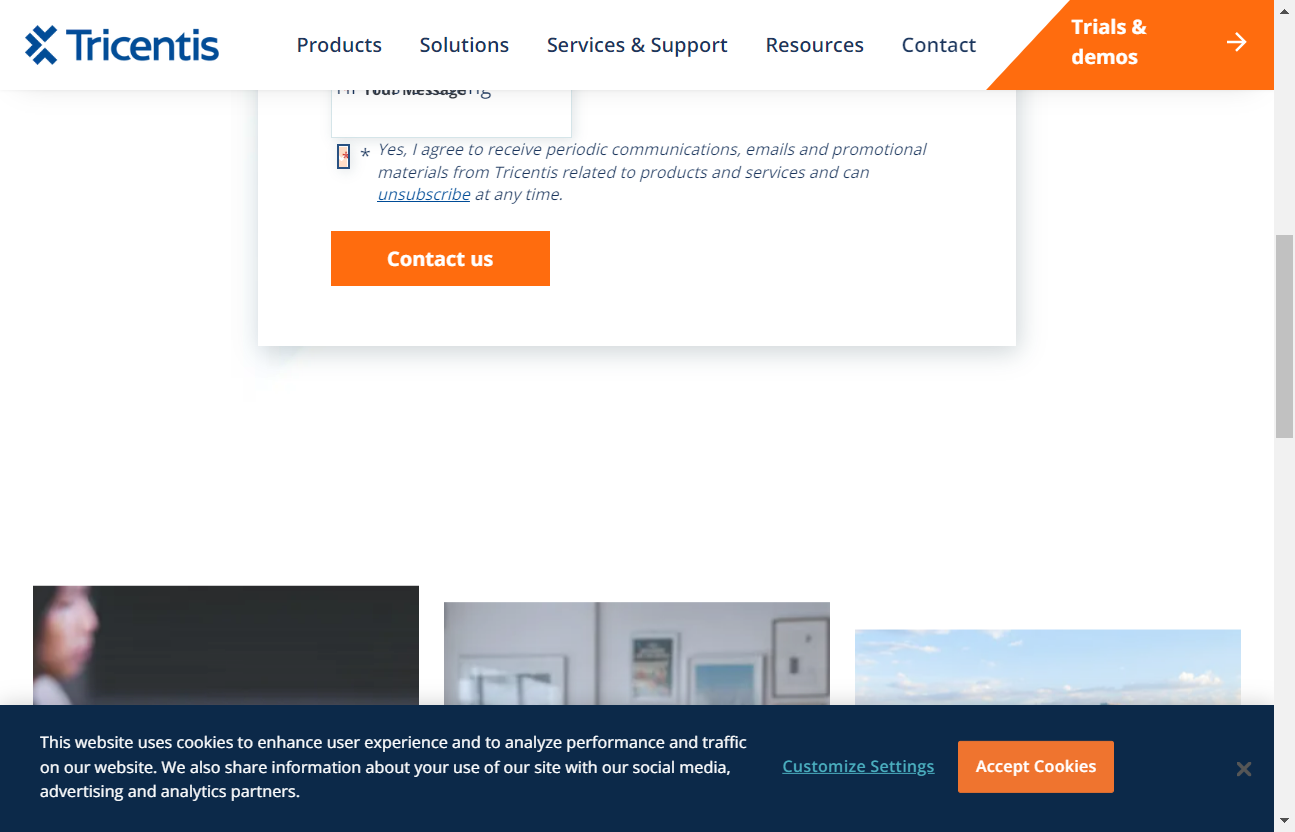 Tricentis
Products Solutions Services & Support Resources Contact
Trials &
demos
Your Message
* * Yes, I agree to receive periodic communications, emails and promotional
materials from Tricentis related to products and services and can
unsubscribe at any time.
Contact us
This website uses cookies to enhance user experience and to analyze performance and traffic
on our website. We also share information about your use of our site with our social media,
advertising and analytics partners.
Customize Settings
Accept Cookies